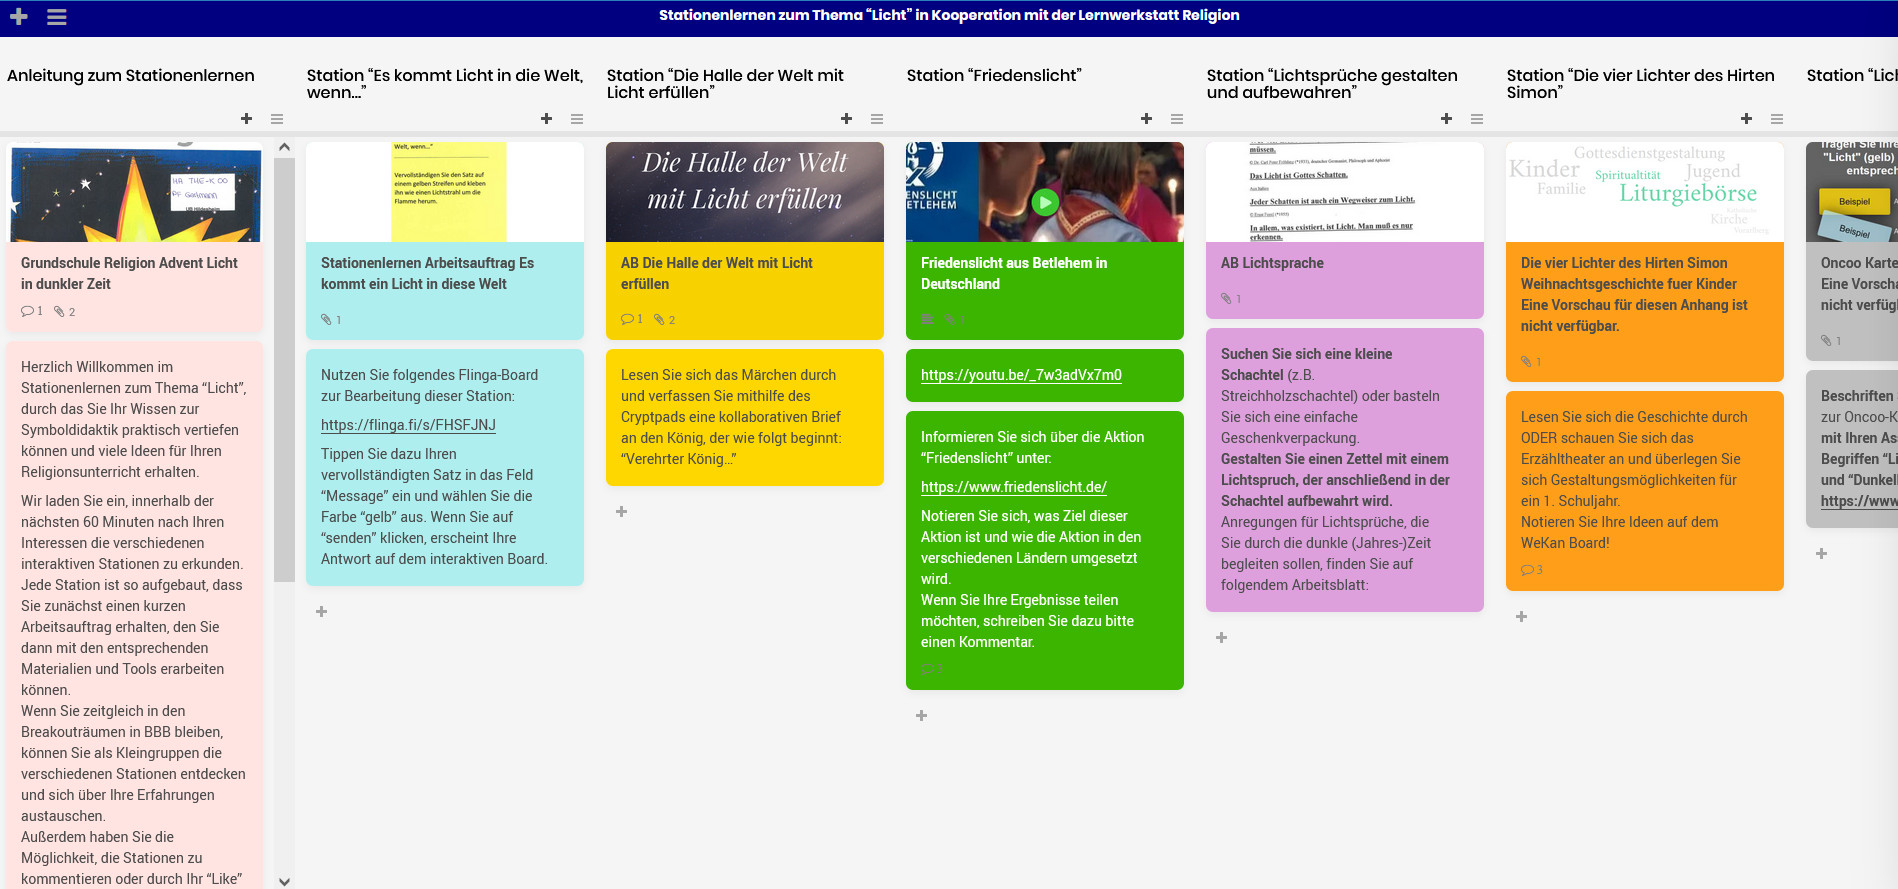 Stationenlernen zum Thema “Licht” in Kooperation mit der Lernwerkstatt Religion
Anleitung zum Stationenlernen
UB Hildesheim
Grundschule Religion Advent Licht
in dunkler Zeit
1 2
Herzlich Willkommen im
Stationenlernen zum Thema “Licht”,
durch das Sie Ihr Wissen zur
Symboldidaktik praktisch vertiefen
können und viele Ideen für Ihren
Religionsunterricht erhalten.
Wir laden Sie ein, innerhalb der
nächsten 60 Minuten nach Ihren
Interessen die verschiedenen
interaktiven Stationen zu erkunden.
Jede Station ist so aufgebaut, dass
Sie zunächst einen kurzen
Arbeitsauftrag erhalten, den Sie
dann mit den entsprechenden
Materialien und Tools erarbeiten
können.
Wenn Sie zeitgleich in den
Breakouträumen in BBB bleiben,
können Sie als Kleingruppen die
verschiedenen Stationen entdecken
und sich über Ihre Erfahrungen
austauschen.
Außerdem haben Sie die
Möglichkeit, die Stationen zu
kommentieren oder durch Ihr “Like”
Station “Es kommt Licht in die Welt,
wenn...”
Welt, wenn..."
Vervollständigen Sie den Satz auf
einem gelben Streifen und kleben
ihn wie einen Lichtstrahl um die
Flamme herum.
Stationenlernen Arbeitsauftrag Es
kommt ein Licht in diese Welt
1
Nutzen Sie folgendes Flinga-Board
zur Bearbeitung dieser Station:
https://flinga.fi/s/FHSFJNJ
Tippen Sie dazu Ihren
vervollständigten Satz in das Feld
“Message” ein und wählen Sie die
Farbe “gelb” aus. Wenn Sie auf
“senden” klicken, erscheint Ihre
Antwort auf dem interaktiven Board.
Station “Die Halle der Welt mit
Licht erfüllen”
Die Halle der Welt
mit Licht erfüllen
AB Die Halle der Welt mit Licht
erfüllen
1 2
Lesen Sie sich das Märchen durch
und verfassen Sie mithilfe des
Cryptpads eine kollaborativen Brief
an den König, der wie folgt beginnt:
“Verehrter König...”
Station “Friedenslicht”
ENSLICHT
ETLEHEM
Friedenslicht aus Betlehem in
Deutschland
https://youtu.be/_7w3adVx7m0
Informieren Sie sich über die Aktion
“Friedenslicht” unter:
https://www.friedenslicht.de/
Notieren Sie sich, was Ziel dieser
Aktion ist und wie die Aktion in den
verschiedenen Ländern umgesetzt
wird.
Wenn Sie Ihre Ergebnisse teilen
möchten, schreiben Sie dazu bitte
einen Kommentar.
Station “Lichtsprüche gestalten
und aufbewahren”
müssen.
Das Licht ist Gottes Schatten.
Jeder Schatten ist auch ein Wegweiser zum Licht.
In allem, was existiert, ist Licht. Man muß es nur
erkennen.
AB Lichtsprache
1
Suchen Sie sich eine kleine
Schachtel (z.B.
Streichholzschachtel) oder basteln
Sie sich eine einfache
Geschenkverpackung.
Gestalten Sie einen Zettel mit einem
Lichtspruch, der anschließend in der
Schachtel aufbewahrt wird.
Anregungen für Lichtsprüche, die
Sie durch die dunkle (Jahres-)Zeit
begleiten sollen, finden Sie auf
folgendem Arbeitsblatt:
Station “Die vier Lichter des Hirten
Simon”
Gottesdienstgestaltung
Kinder Spiritualtität Jugend
Familie Liturgiebörse
Kirche
Die vier Lichter des Hirten Simon
Weihnachtsgeschichte fuer Kinder
Eine Vorschau für diesen Anhang ist
nicht verfügbar.
1
Lesen Sie sich die Geschichte durch
ODER schauen Sie sich das
Erzähltheater an und überlegen Sie
sich Gestaltungsmöglichkeiten für
ein 1. Schuljahr.
Notieren Sie Ihre Ideen auf dem
WeKan Board!
3
Station “Lich
Tragen Sie Ihre
"Licht" (gelb)
entsprech
Beispiel
Beispiel
Oncoo Karte
Eine Vorscha
nicht verfüg
1
Beschriften
zur Oncoo-K
mit Ihren As
Begriffen “Li
und “Dunkel
https://www